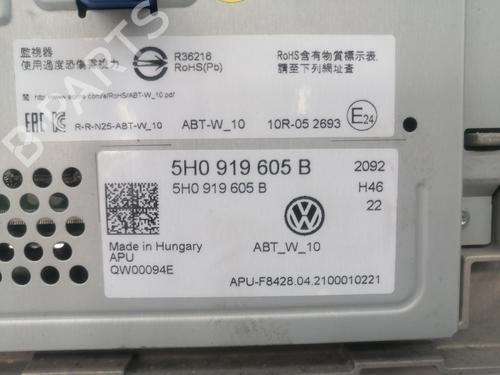 監視器
使用過度恐傷害視力
R36216
RoHS(Pb)
RoHS含有物質標示表,
請至下列網址查
R-R-N25-ABT-W_10
ABT-W_10
10R-05 2693
E24
EAC
5H0 919 605 B
2092
5H0 919 605 B
H46
22
Made in Hungary
APU
QW00094E
ABT_W_10
APU-F8428.04.2100010221
B-PARTS